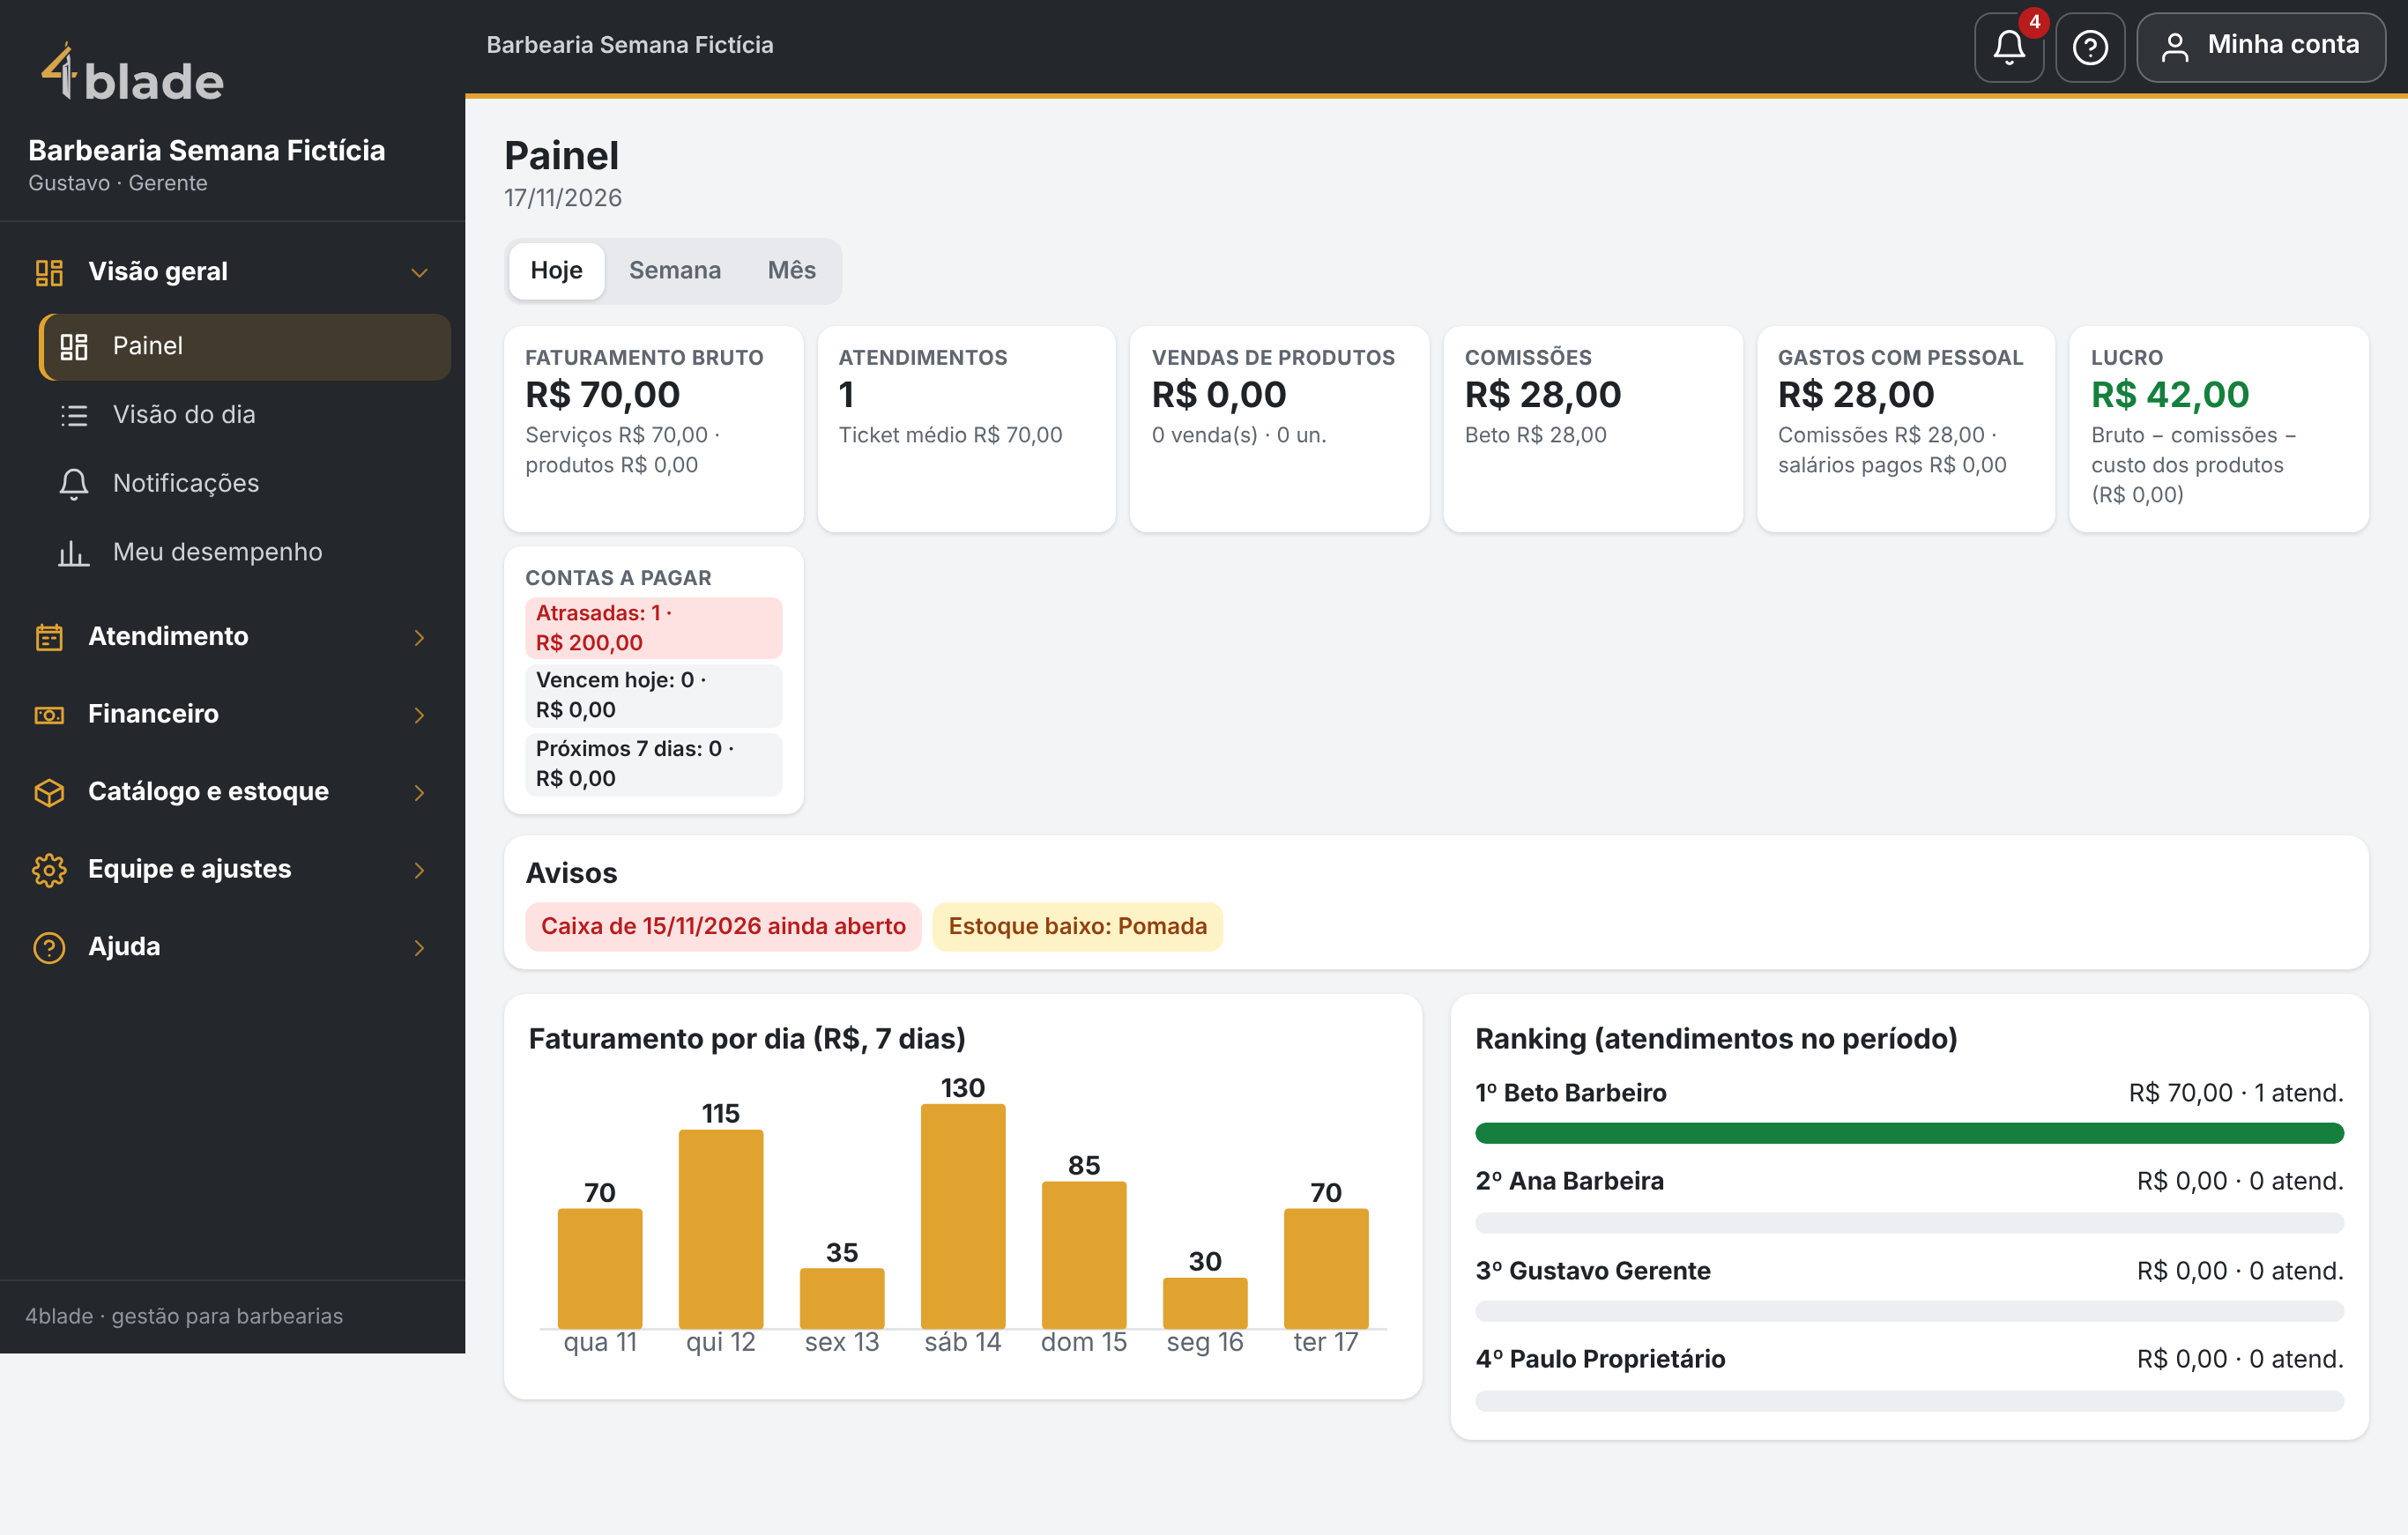 4blade
Barbearia Semana Fictícia
Gustavo · Gerente
Visão geral
Painel
Visão do dia
Notificações
Meu desempenho
Atendimento
Financeiro
Catálogo e estoque
Equipe e ajustes
Ajuda
4blade · gestão para barbearias
Barbearia Semana Fictícia
4
Minha conta
Painel
17/11/2026
Hoje
Semana
Mês
FATURAMENTO BRUTO
R$ 70,00
Serviços R$ 70,00 ·
produtos R$ 0,00
ATENDIMENTOS
1
Ticket médio R$ 70,00
VENDAS DE PRODUTOS
R$ 0,00
0 venda(s) · 0 un.
COMISSÕES
R$ 28,00
Beto R$ 28,00
GASTOS COM PESSOAL
R$ 28,00
Comissões R$ 28,00 ·
salários pagos R$ 0,00
LUCRO
R$ 42,00
Bruto − comissões −
custo dos produtos
(R$ 0,00)
CONTAS A PAGAR
Atrasadas: 1 ·
R$ 200,00
Vencem hoje: 0 ·
R$ 0,00
Próximos 7 dias: 0 ·
R$ 0,00
Avisos
Caixa de 15/11/2026 ainda aberto
Estoque baixo: Pomada
Faturamento por dia (R$, 7 dias)
70
115
35
130
85
30
70
qua 11
qui 12
sex 13
sáb 14
dom 15
seg 16
ter 17
Ranking (atendimentos no período)
1º Beto Barbeiro
R$ 70,00 · 1 atend.
2º Ana Barbeira
R$ 0,00 · 0 atend.
3º Gustavo Gerente
R$ 0,00 · 0 atend.
4º Paulo Proprietário
R$ 0,00 · 0 atend.